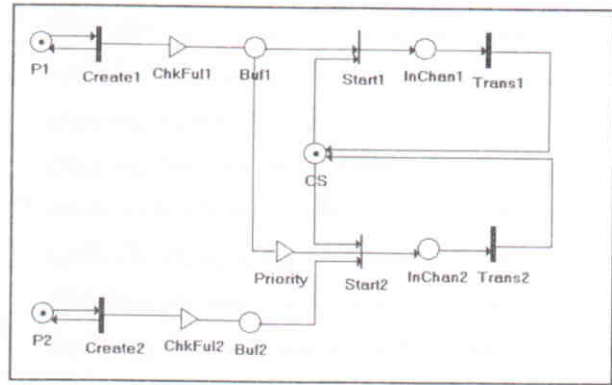 P1
Create1
ChkFul1
Buf1
Start1
InChan1
Trans1
CS
Priority
Start2
InChan2
Trans2
P2
Create2
ChkFul2
Buf2